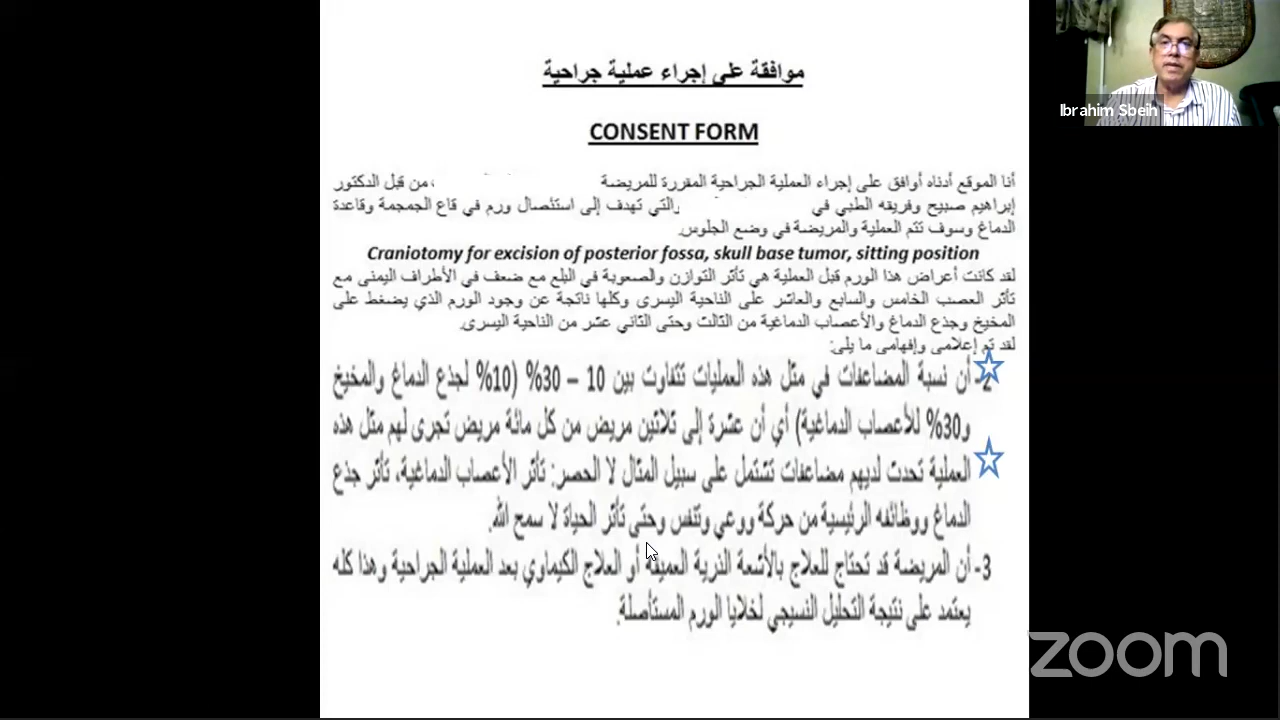 موافقة على إجراء عملية جراحية
CONSENT FORM
أنا الموقع أدناه أوافق على إجراء العملية الجراحية المقررة للمريضة ، من قبل الدكتور
إبراهيم صبيح وفريقه الطبي في والتي تهدف إلى استئصال ورم في قاع الجمجمة وقاعدة
الدماغ وسوف تتم العملية والمريضة في وضع الجلوس.
Craniotomy for excision of posterior fossa, skull base tumor, sitting position
لقد كانت أعراض هذا الورم قبل العملية هي تأثر التوازن والصعوبة في البلع مع ضعف في الأطراف اليمنى مع
تأثر العصب الخامس والسابع والعاشر على الناحية اليسرى وكلها ناتجة عن وجود الورم الذي يضغط على
المخيخ وجذع الدماغ والأعصاب الدماغية من الثالث وحتى الثاني عشر من الناحية اليسرى.
لقد تم إعلامي وإفهامي ما يلي:
2- أن نسبة المضاعفات في مثل هذه العمليات تتفاوت بين 10 – 30% (10% لجذع الدماغ والمخيخ
و30% للأعصاب الدماغية) أي أن عشرة إلى ثلاثين مريض من كل مائة مريض تجرى لهم مثل هذه
العملية تحدث لديهم مضاعفات تشتمل على سبيل المثال لا الحصر: تأثر الأعصاب الدماغية، تأثر جذع
الدماغ ووظائفه الرئيسية من حركة ووعي وتنفس وحتى تأثر الحياة لا سمح الله.
3- أن المريضة قد تحتاج للعلاج بالأشعة الذرية العميقة أو العلاج الكيماوي بعد العملية الجراحية وهذا كله
يعتمد على نتيجة التحليل النسيجي لخلايا الورم المستأصلة.
Ibrahim Sbeih
zoom